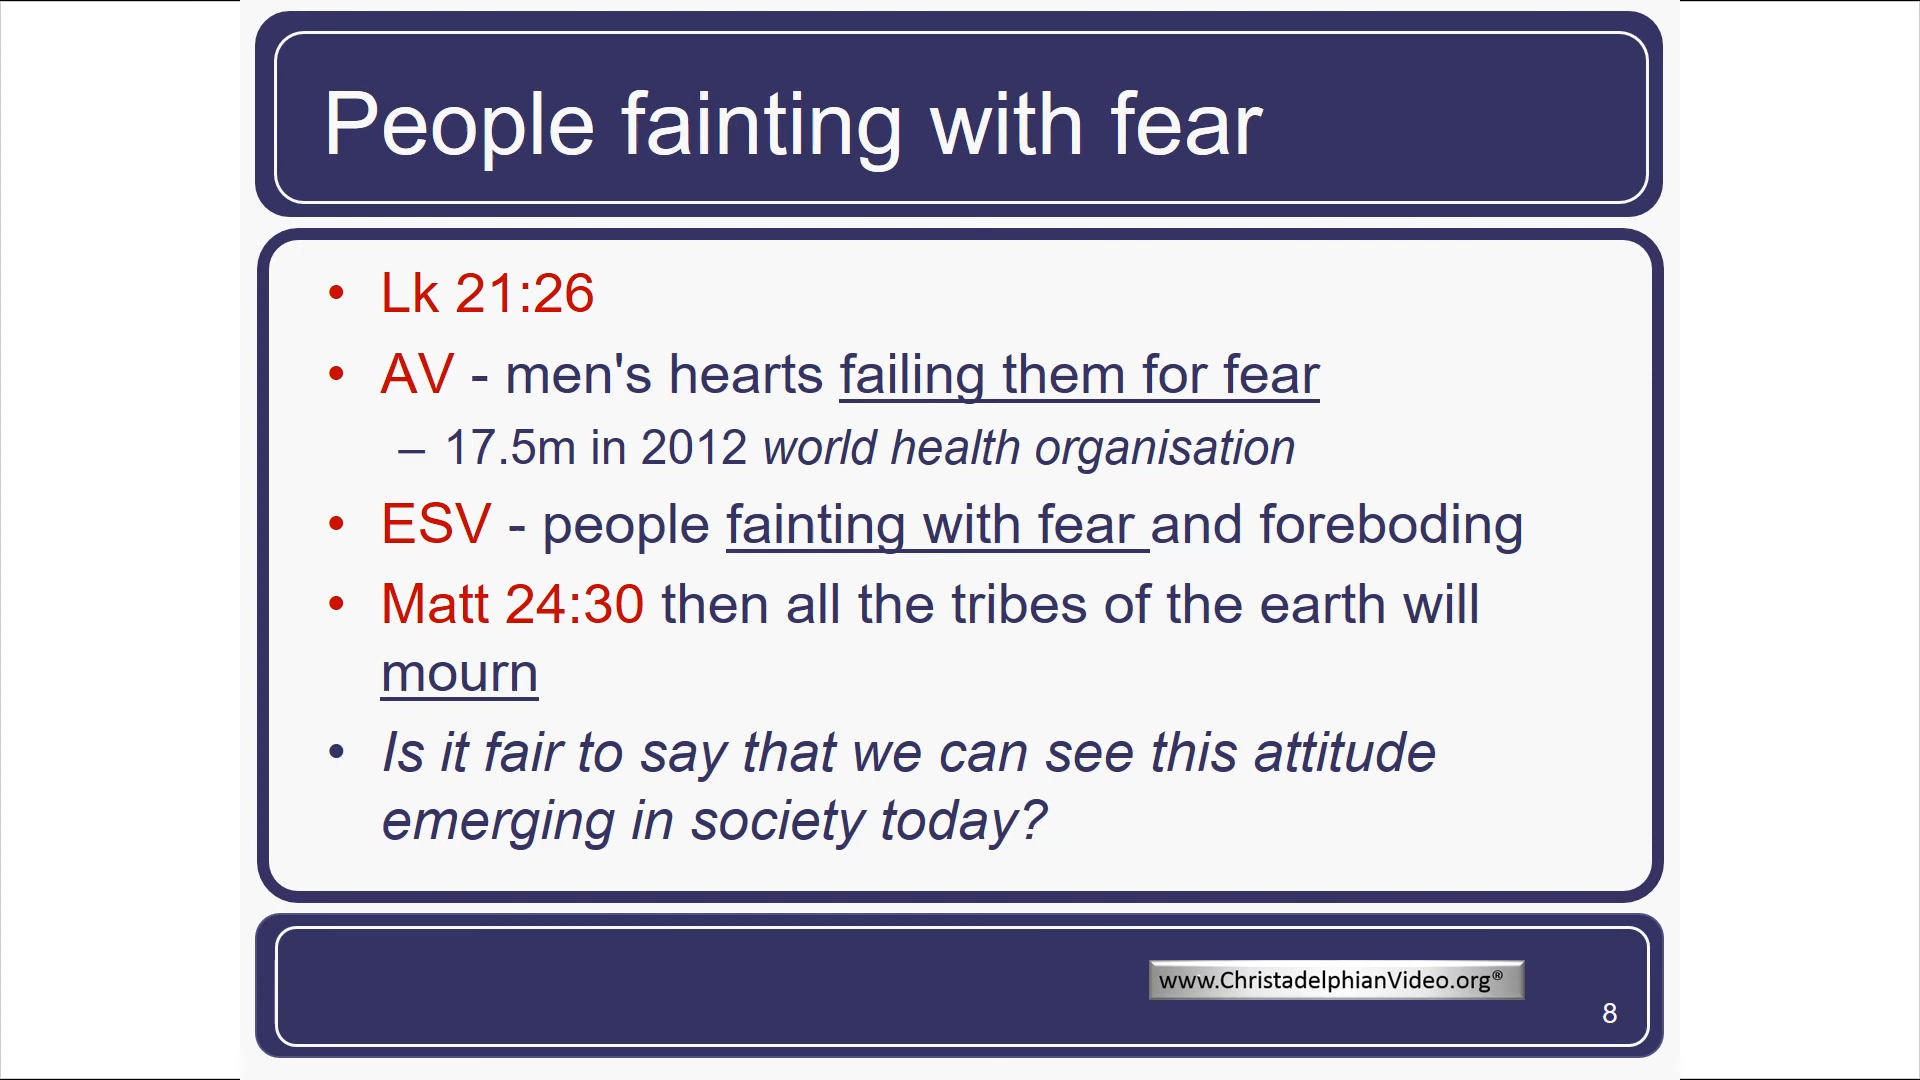 People fainting with fear
• Lk 21:26
• AV - men's hearts failing them for fear
– 17.5m in 2012 world health organisation
• ESV - people fainting with fear and foreboding
• Matt 24:30 then all the tribes of the earth will
mourn
• Is it fair to say that we can see this attitude
emerging in society today?
www.ChristadelphianVideo.org®
8